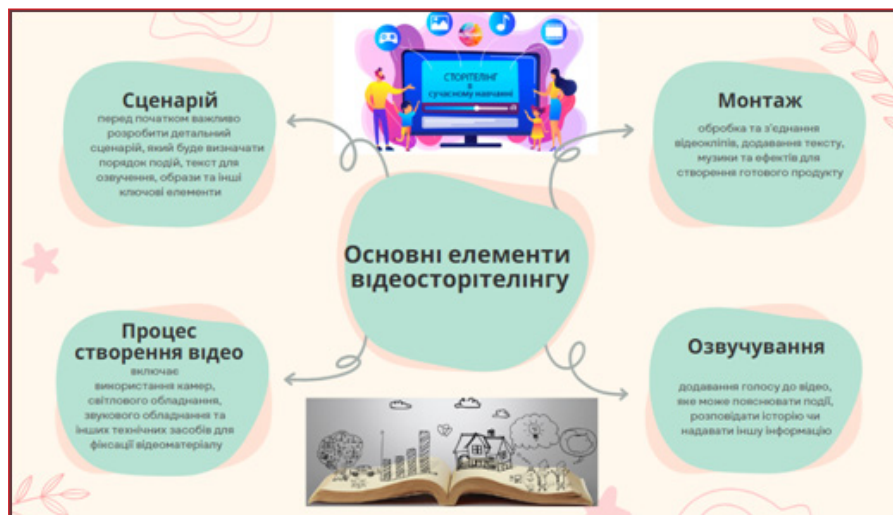 СТОРІТЕЛІНГ
в
сучасному навчанні
Сценарій
перед початком важливо
розробити детальний
сценарій, який буде визначати
порядок подій, текст для
озвучення, образи та інші
ключові елементи
Монтаж
обробка та з'єднання
відеокліпів, додавання тексту,
музики та ефектів для
створення готового продукту
Основні елементи
відеосторітелінгу
Процес
створення відео
включає
використання камер,
світлового обладнання,
звукового обладнання та
інших технічних засобів для
фіксації відеоматеріалу
Озвучування
додавання голосу до відео,
яке може пояснювати події,
розповідати історію чи
надавати іншу інформацію